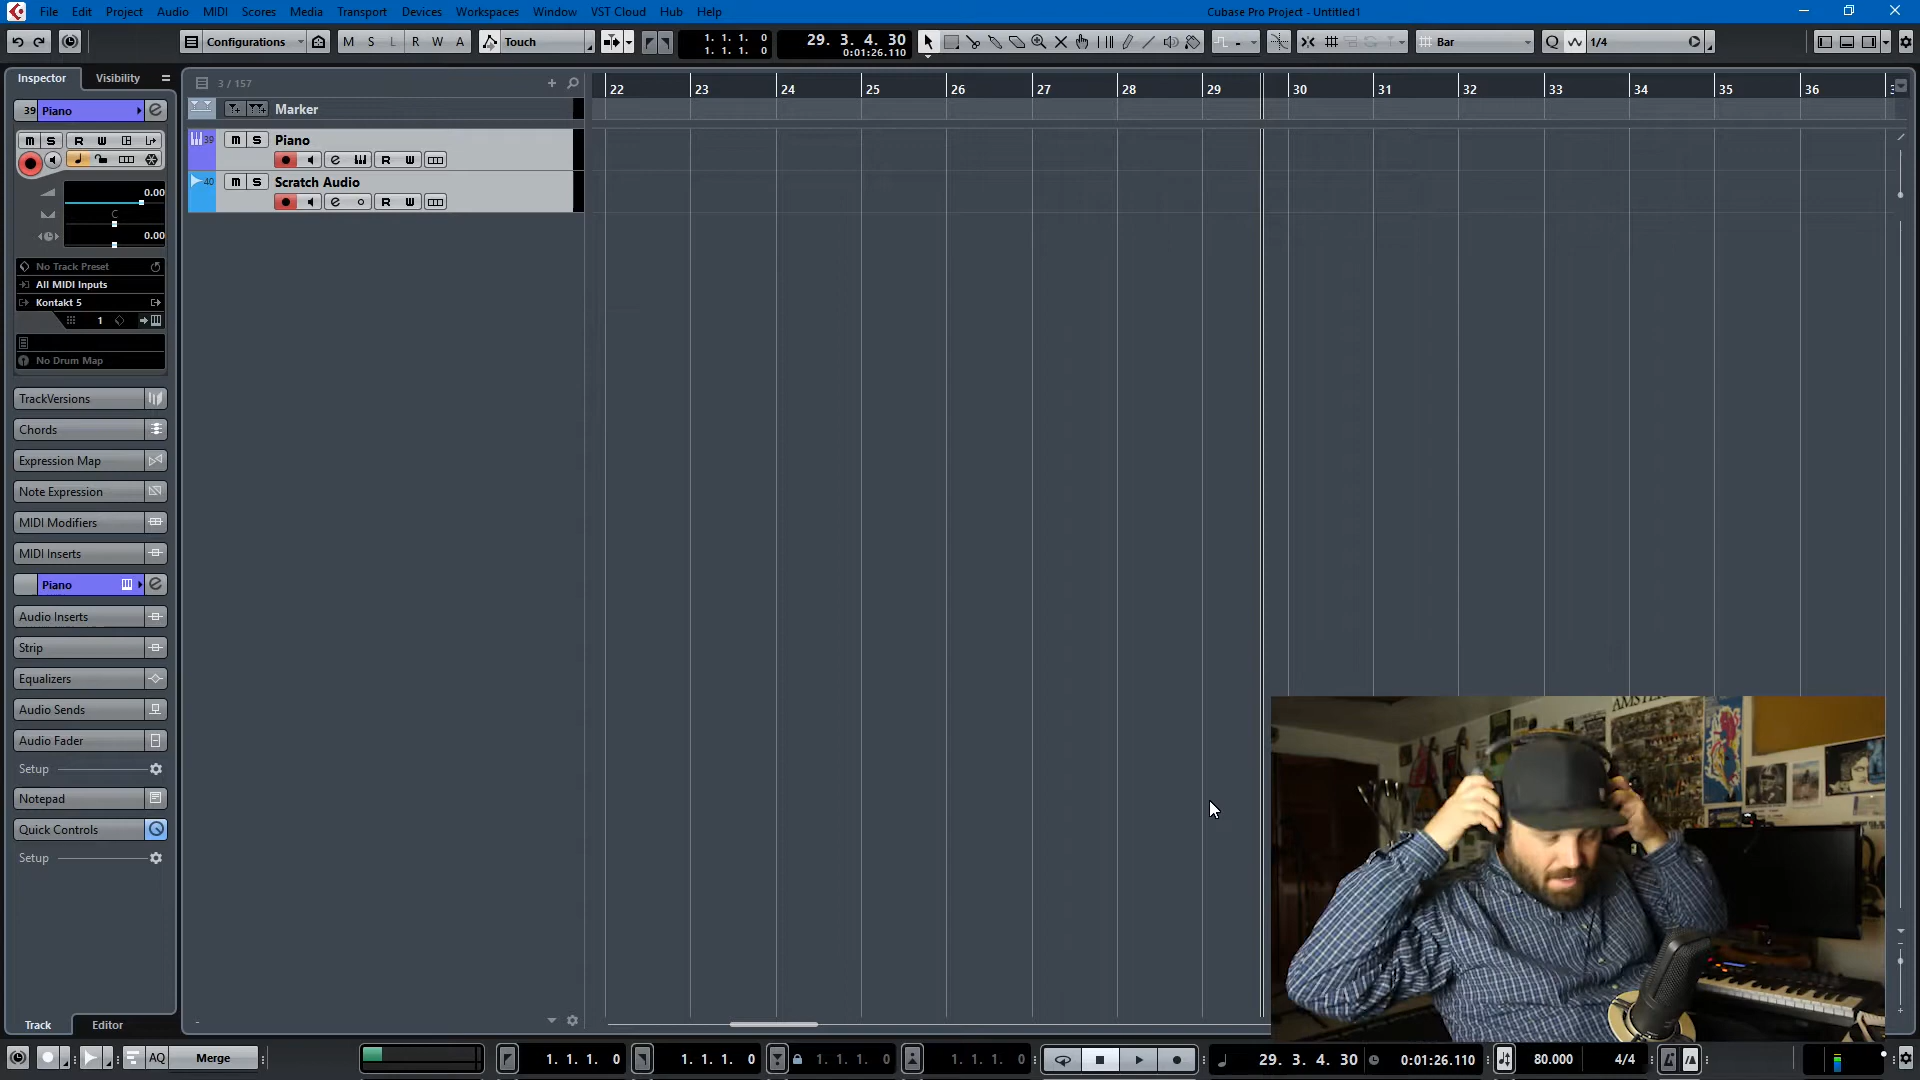 File Edit Project Audio MIDI Scores Media Transport Devices Workspaces Window VST Cloud Hub Help
Cubase Pro Project - Untitled1
Configurations M S L R W A Touch
1. 1. 1. 0
1. 1. 1. 0
29. 3. 4. 30
0:01:26.110
Bar
Q 1/4
Inspector Visibility
3 / 157
22 23 24 25 26 27 28 29 30 31 32 33 34 35 36
Marker
39 Piano
M S R W
0.00
C
0.00
39 M S Piano
R W
40 M S Scratch Audio
R W
No Track Preset
All MIDI Inputs
Kontakt 5
1
No Drum Map
TrackVersions
Chords
Expression Map
Note Expression
MIDI Modifiers
MIDI Inserts
Piano
Audio Inserts
Strip
Equalizers
Audio Sends
Audio Fader
Setup
Notepad
Quick Controls
Setup
Track Editor
AQ Merge
1. 1. 1. 0
1. 1. 1. 0
1. 1. 1. 0
1. 1. 1. 0
29. 3. 4. 30
0:01:26.110
80.000
4/4